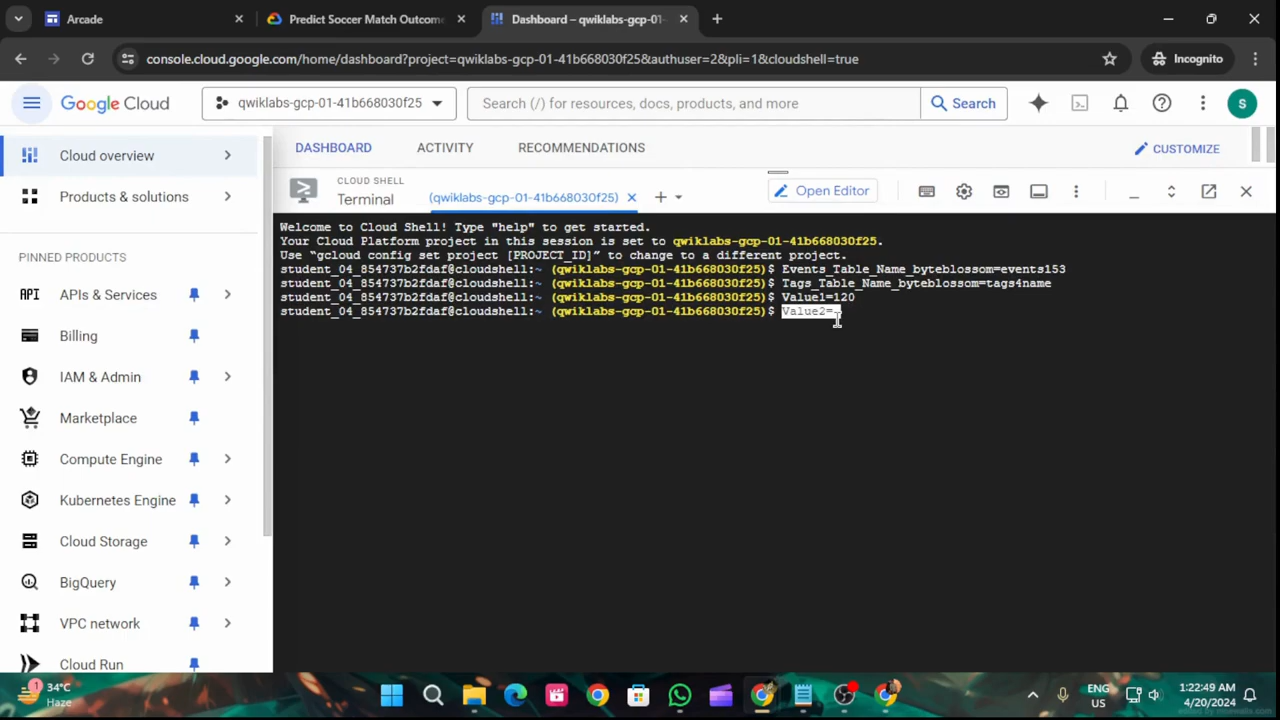 Arcade
Predict Soccer Match Outcome
Dashboard – qwiklabs-gcp-01-
console.cloud.google.com/home/dashboard?project=qwiklabs-gcp-01-41b668030f25&authuser=2&pli=1&cloudshell=true
Incognito
Google Cloud
qwiklabs-gcp-01-41b668030f25
Search (/) for resources, docs, products, and more
Search
S
Cloud overview
Products & solutions
PINNED PRODUCTS
API APIs & Services
Billing
IAM & Admin
Marketplace
Compute Engine
Kubernetes Engine
Cloud Storage
BigQuery
VPC network
Cloud Run
DASHBOARD
ACTIVITY
RECOMMENDATIONS
CUSTOMIZE
CLOUD SHELL
Terminal
(qwiklabs-gcp-01-41b668030f25)
Open Editor
Welcome to Cloud Shell! Type "help" to get started.
Your Cloud Platform project in this session is set to qwiklabs-gcp-01-41b668030f25.
Use “gcloud config set project [PROJECT_ID]” to change to a different project.
student_04_854737b2fdaf@cloudshell:~ (qwiklabs-gcp-01-41b668030f25)$ Events_Table_Name_byteblossom=events153
student_04_854737b2fdaf@cloudshell:~ (qwiklabs-gcp-01-41b668030f25)$ Tags_Table_Name_byteblossom=tags4name
student_04_854737b2fdaf@cloudshell:~ (qwiklabs-gcp-01-41b668030f25)$ Value1=120
student_04_854737b2fdaf@cloudshell:~ (qwiklabs-gcp-01-41b668030f25)$ Value2=
1
34°C
Haze
ENG
US
1:22:49 AM
4/20/2024